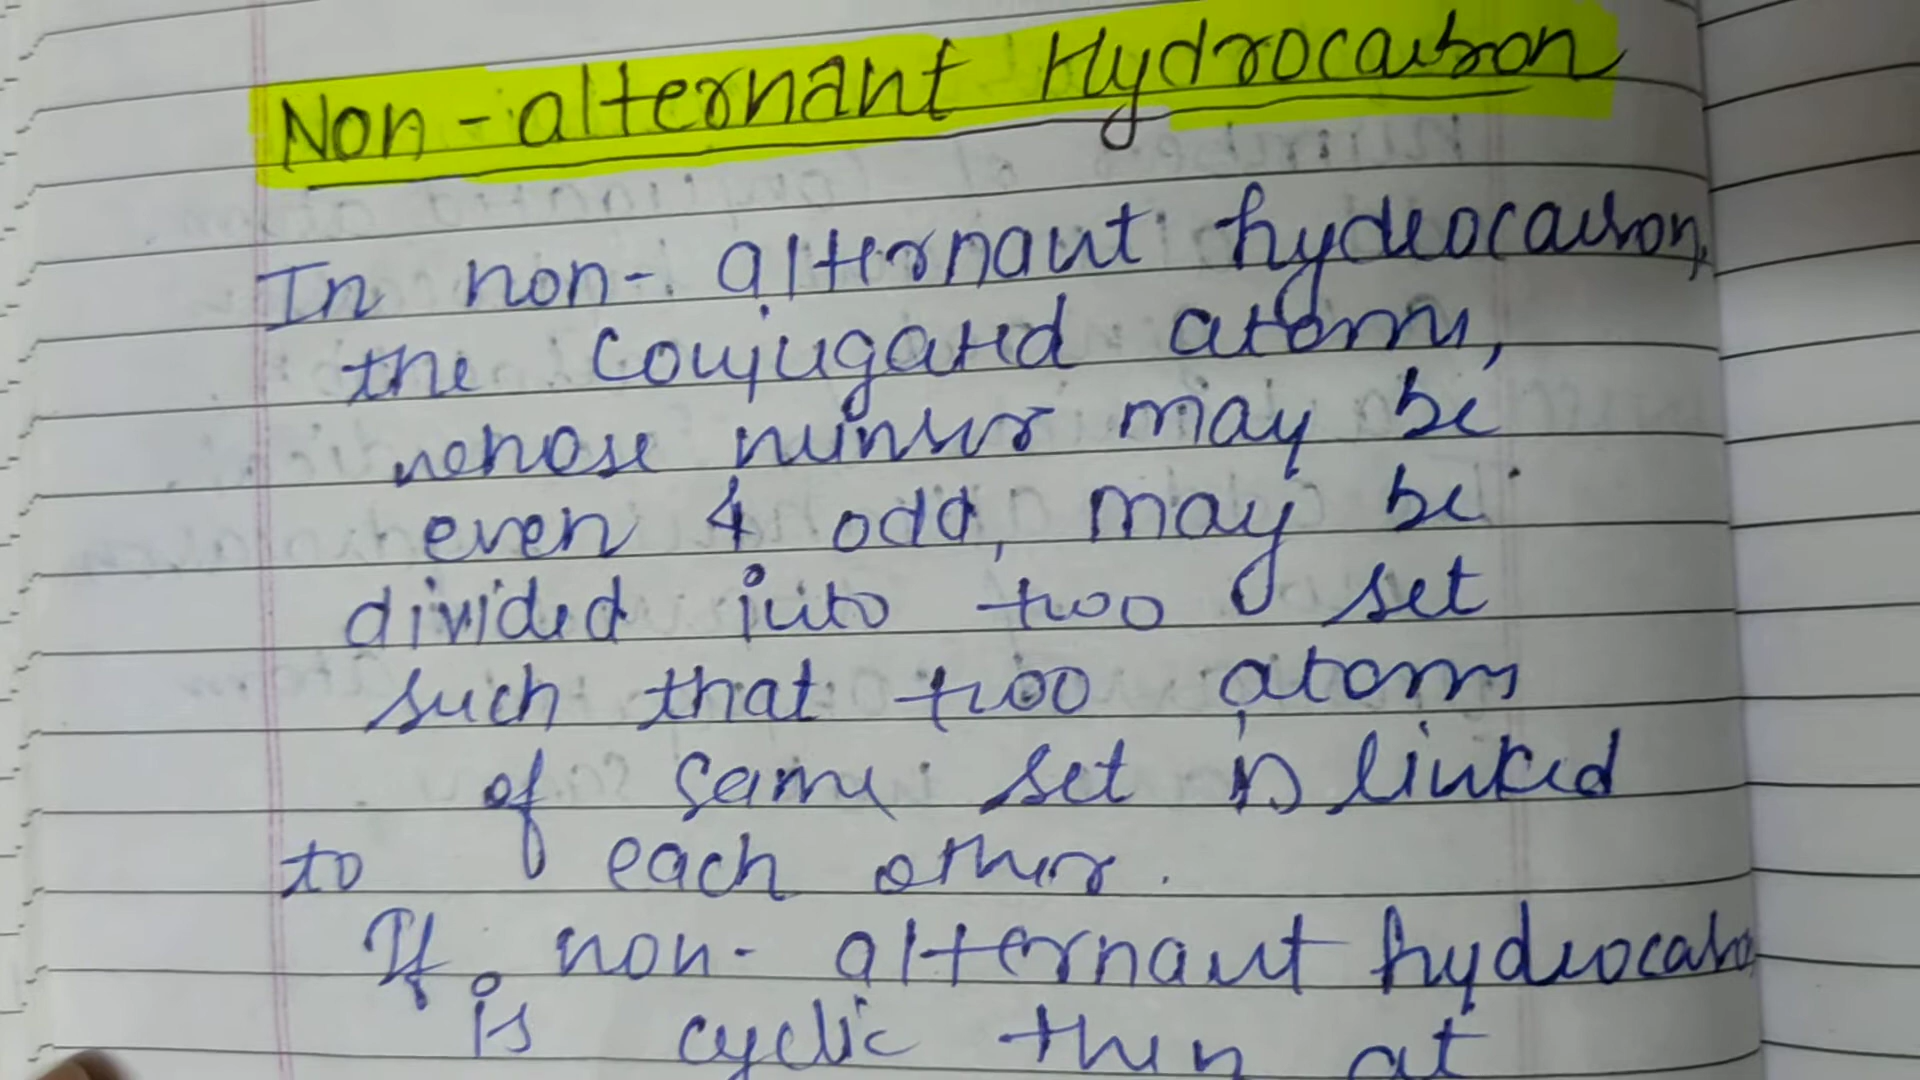 Non-alternant Hydrocarbon
In non-alternant hydrocarbon,
the conjugated atoms,
whose number may be
even & odd, may be
divided into two set
such that two atoms
of same set is linked
to each other.
If non-alternant hydrocarbon
is cyclic then at